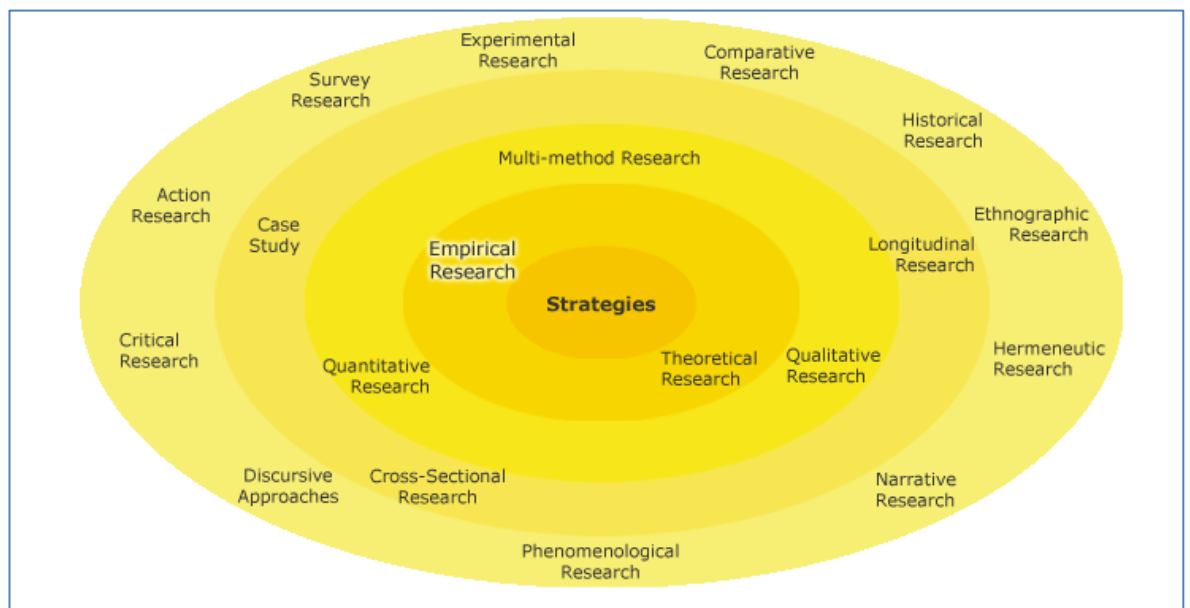 Experimental
Research
Comparative
Research
Survey
Research
Historical
Research
Multi-method Research
Action
Research
Case
Study
Ethnographic
Research
Empirical
Research
Longitudinal
Research
Strategies
Critical
Research
Quantitative
Research
Theoretical
Research
Qualitative
Research
Hermeneutic
Research
Discursive
Approaches
Cross-Sectional
Research
Narrative
Research
Phenomenological
Research